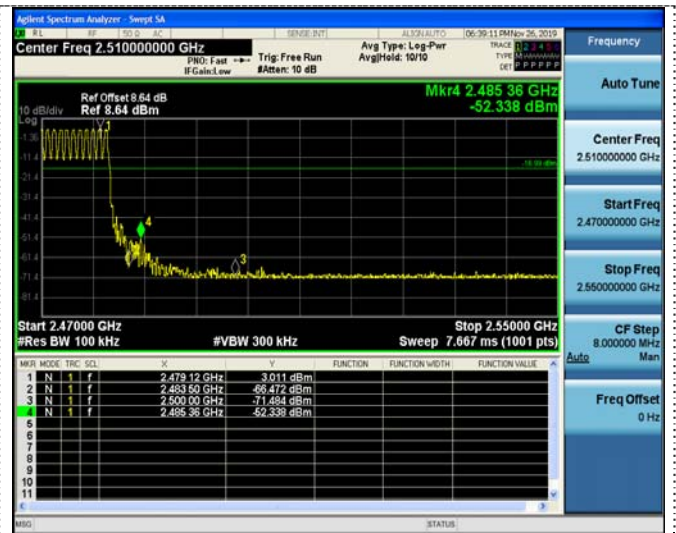 Agilent Spectrum Analyzer - Swept SA
RL RF 50 Ω AC SENSE:INT ALIGN AUTO 06:39:11 PM Nov 26, 2019
Center Freq 2.510000000 GHz
PNO: Fast
IFGain:Low
Trig: Free Run
#Atten: 10 dB
Avg Type: Log-Pwr
Avg|Hold: 10/10
TRACE 1 2 3 4 5 6
TYPE
DET P P P P P P
Mkr4 2.485 36 GHz
-52.338 dBm
Ref Offset 8.64 dB
Ref 8.64 dBm
10 dB/div
Log
-1.36
-11.4
-21.4
-31.4
-41.4
-51.4
-61.4
-71.4
-81.4
1
4
3
Start 2.47000 GHz
Stop 2.55000 GHz
#Res BW 100 kHz #VBW 300 kHz Sweep 7.667 ms (1001 pts)
MKR MODE TRC SCL X Y FUNCTION FUNCTION WIDTH FUNCTION VALUE
1 N 1 f 2.479 12 GHz 3.011 dBm
2 N 1 f 2.483 50 GHz -66.472 dBm
3 N 1 f 2.500 00 GHz -71.484 dBm
4 N 1 f 2.485 36 GHz -52.338 dBm
5
6
7
8
9
10
11
MSG STATUS
Frequency
Auto Tune
Center Freq
2.510000000 GHz
Start Freq
2.470000000 GHz
Stop Freq
2.550000000 GHz
CF Step
8.000000 MHz
Auto Man
Freq Offset
0 Hz